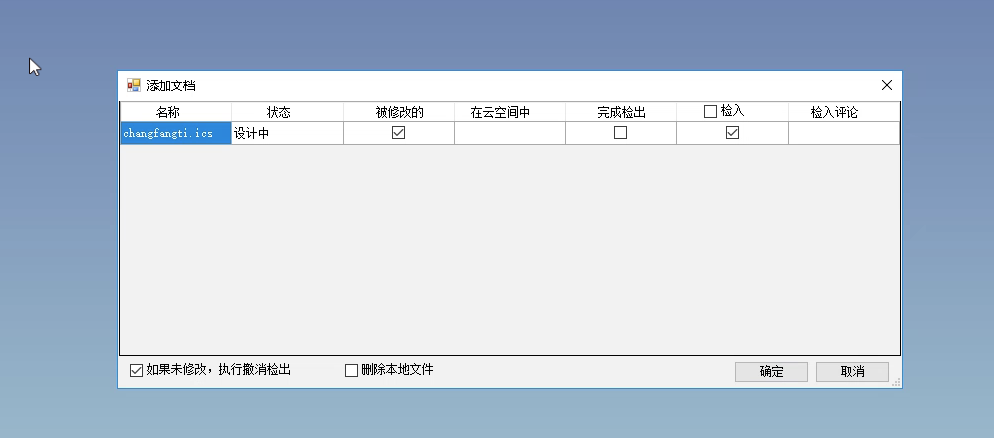 添加文档
名称 状态 被修改的 在云空间中 完成检出 检入 检入评论
changfangti.ics 设计中
如果未修改，执行撤消检出 删除本地文件 确定 取消